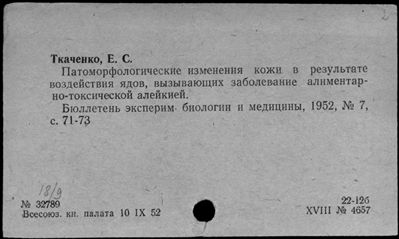 Ткаченко, Е. С.
Патоморфологические изменения кожи в результате
воздействия ядов, вызывающих заболевание алиментар-
но-токсической алейкией.
Бюллетень эксперим. биологии и медицины, 1952, № 7,
с. 71-73
18/9
№ 32789
22-12б
Всесоюз. кн. палата 10 IX 52
XVIII № 4657